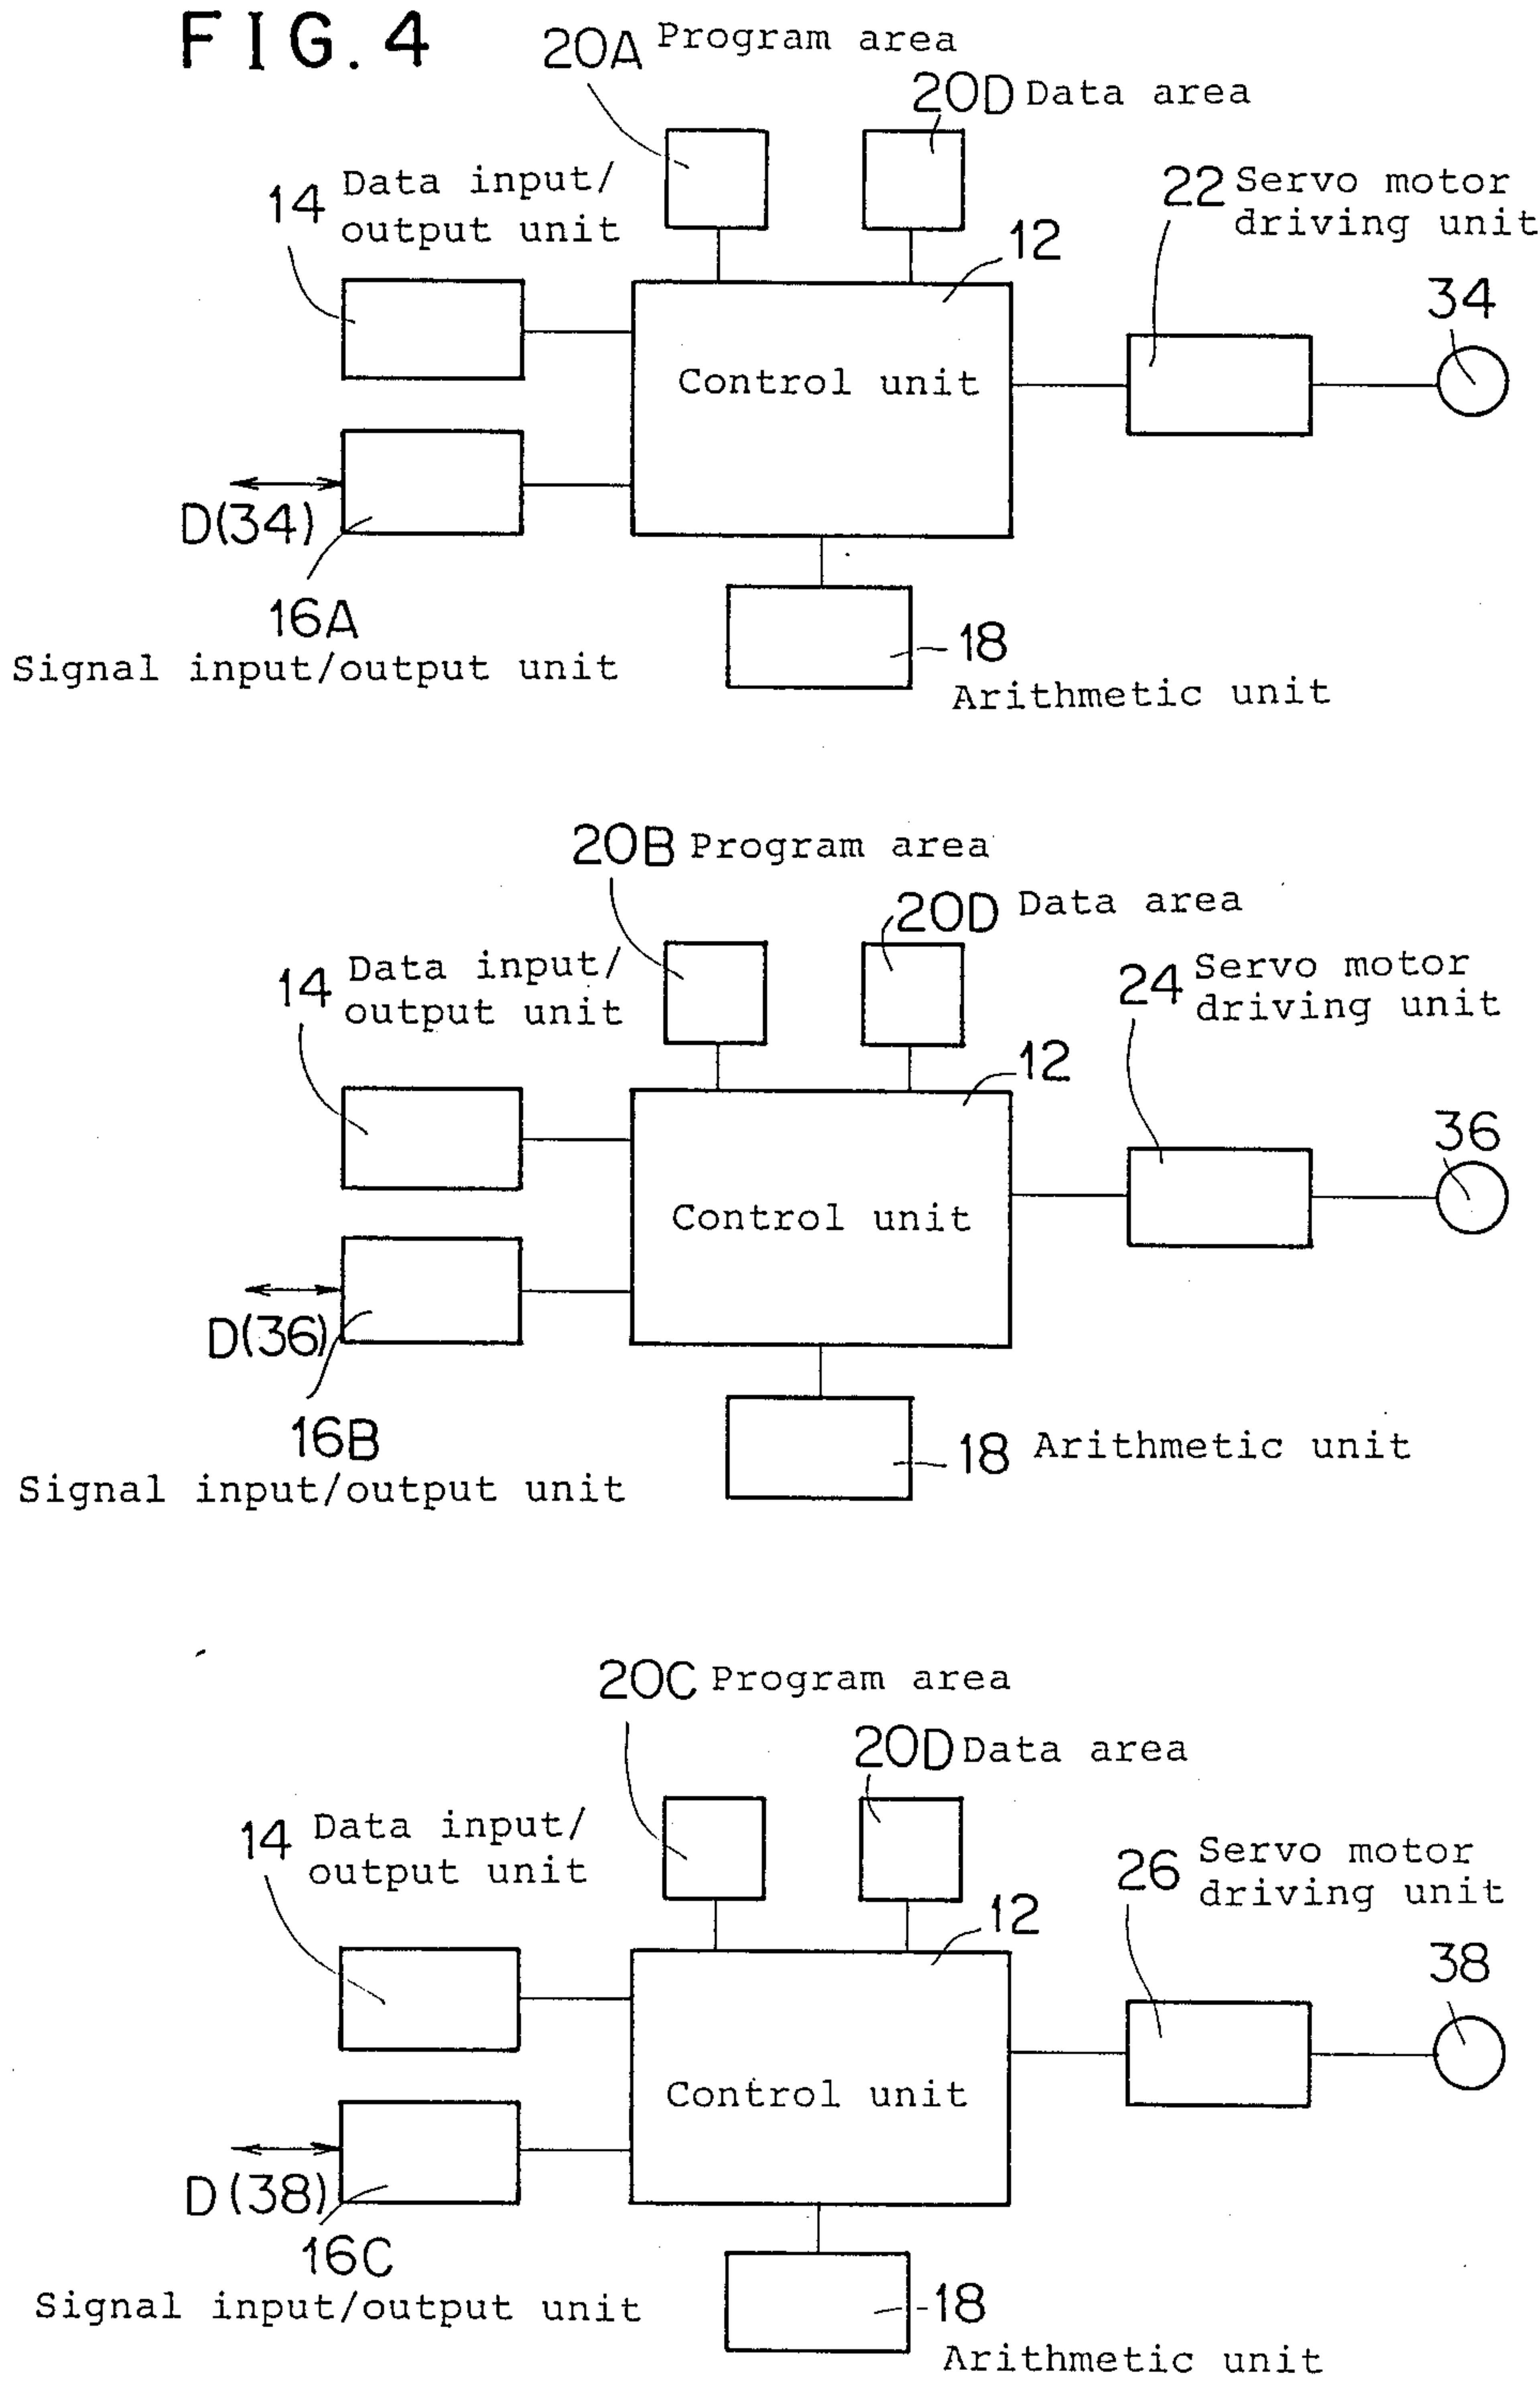 FIG. 4
20A Program area
20D Data area
14 Data input/
output unit
22 Servo motor
driving unit
12
34
Control unit
D(34)
16A
Signal input/output unit
18
Arithmetic unit
20B Program area
20D Data area
14 Data input/
output unit
24 Servo motor
driving unit
12
36
Control unit
D(36)
16B
Signal input/output unit
18 Arithmetic unit
20C Program area
20D Data area
14 Data input/
output unit
26 Servo motor
driving unit
12
38
Control unit
D(38)
16C
Signal input/output unit
18
Arithmetic unit